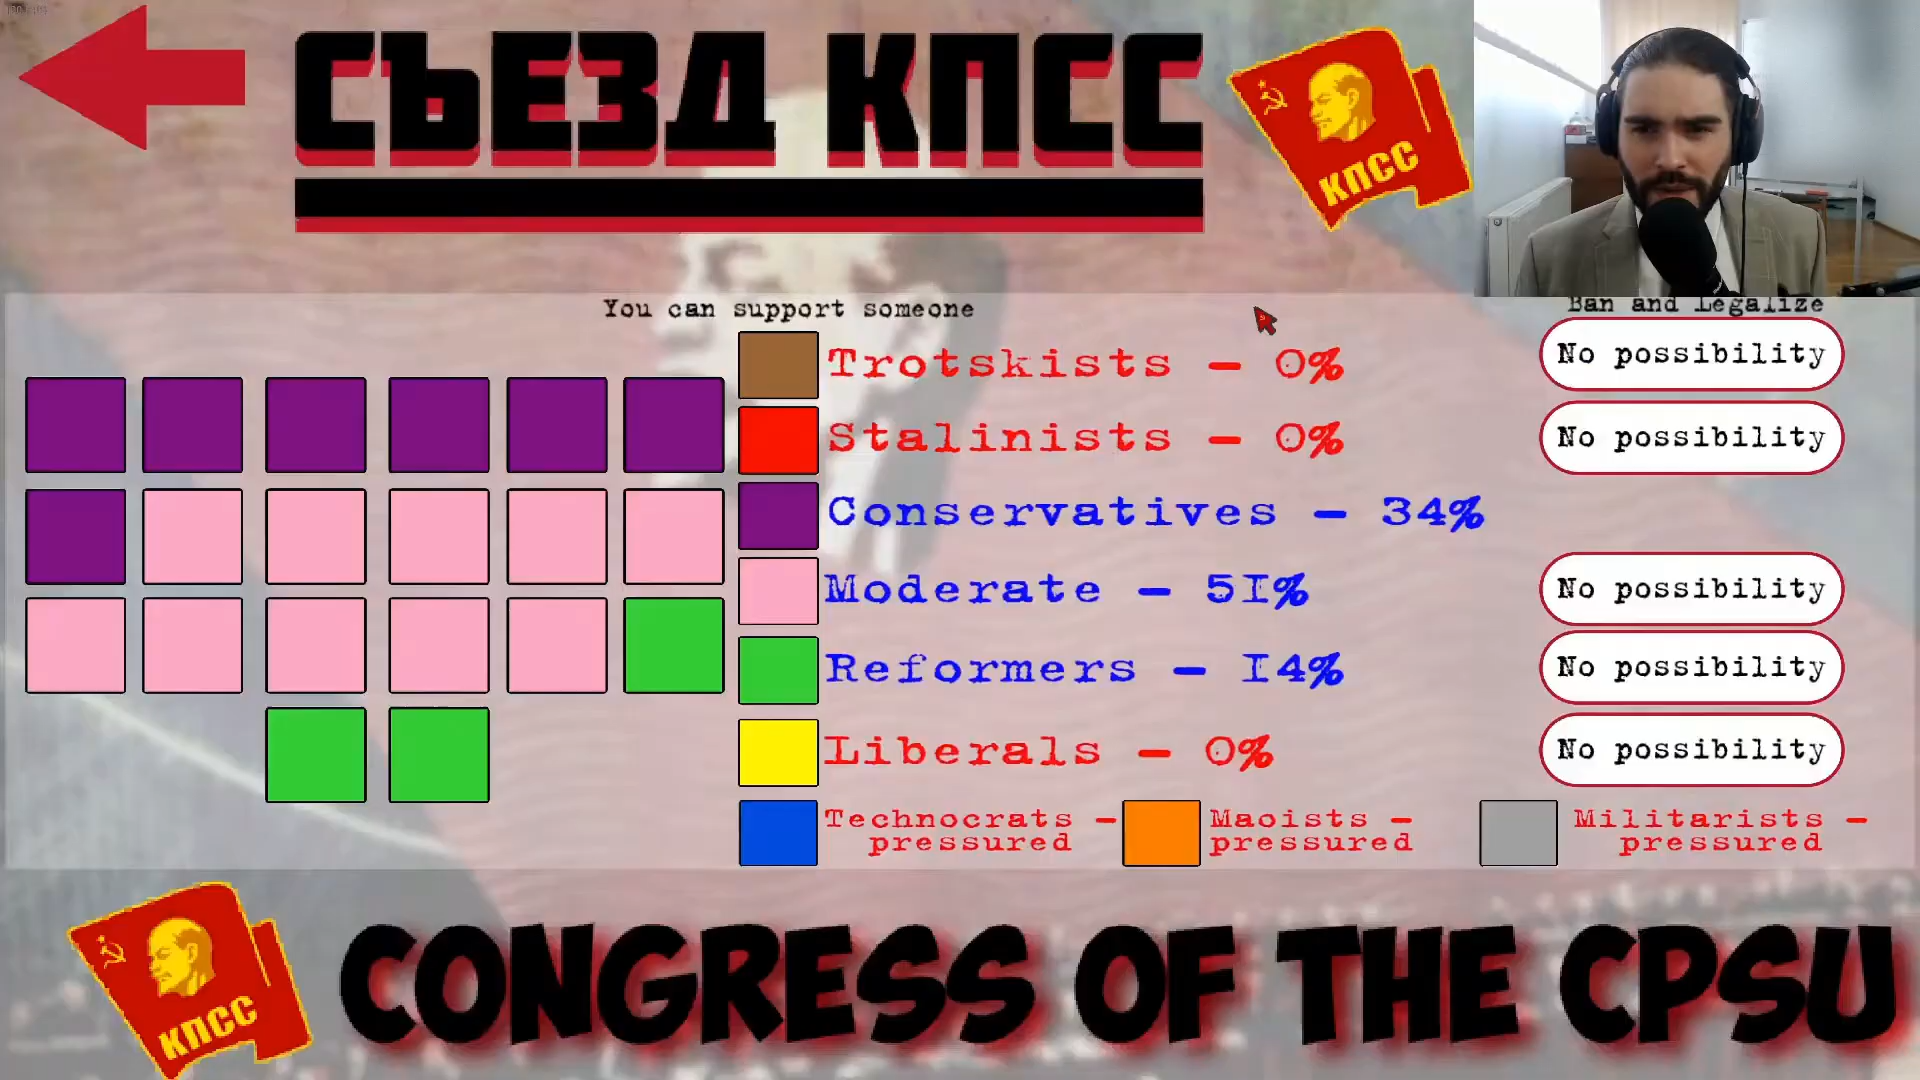 СЪЕЗД КПСС
КПСС
You can support someone
Ban and Legalize
Trotskists - 0%
No possibility
Stalinists - 0%
No possibility
Conservatives - 34%
Moderate - 51%
No possibility
Reformers - 14%
No possibility
Liberals - 0%
No possibility
Technocrats -
pressured
Maoists -
pressured
Militarists -
pressured
КПСС
CONGRESS OF THE CPSU